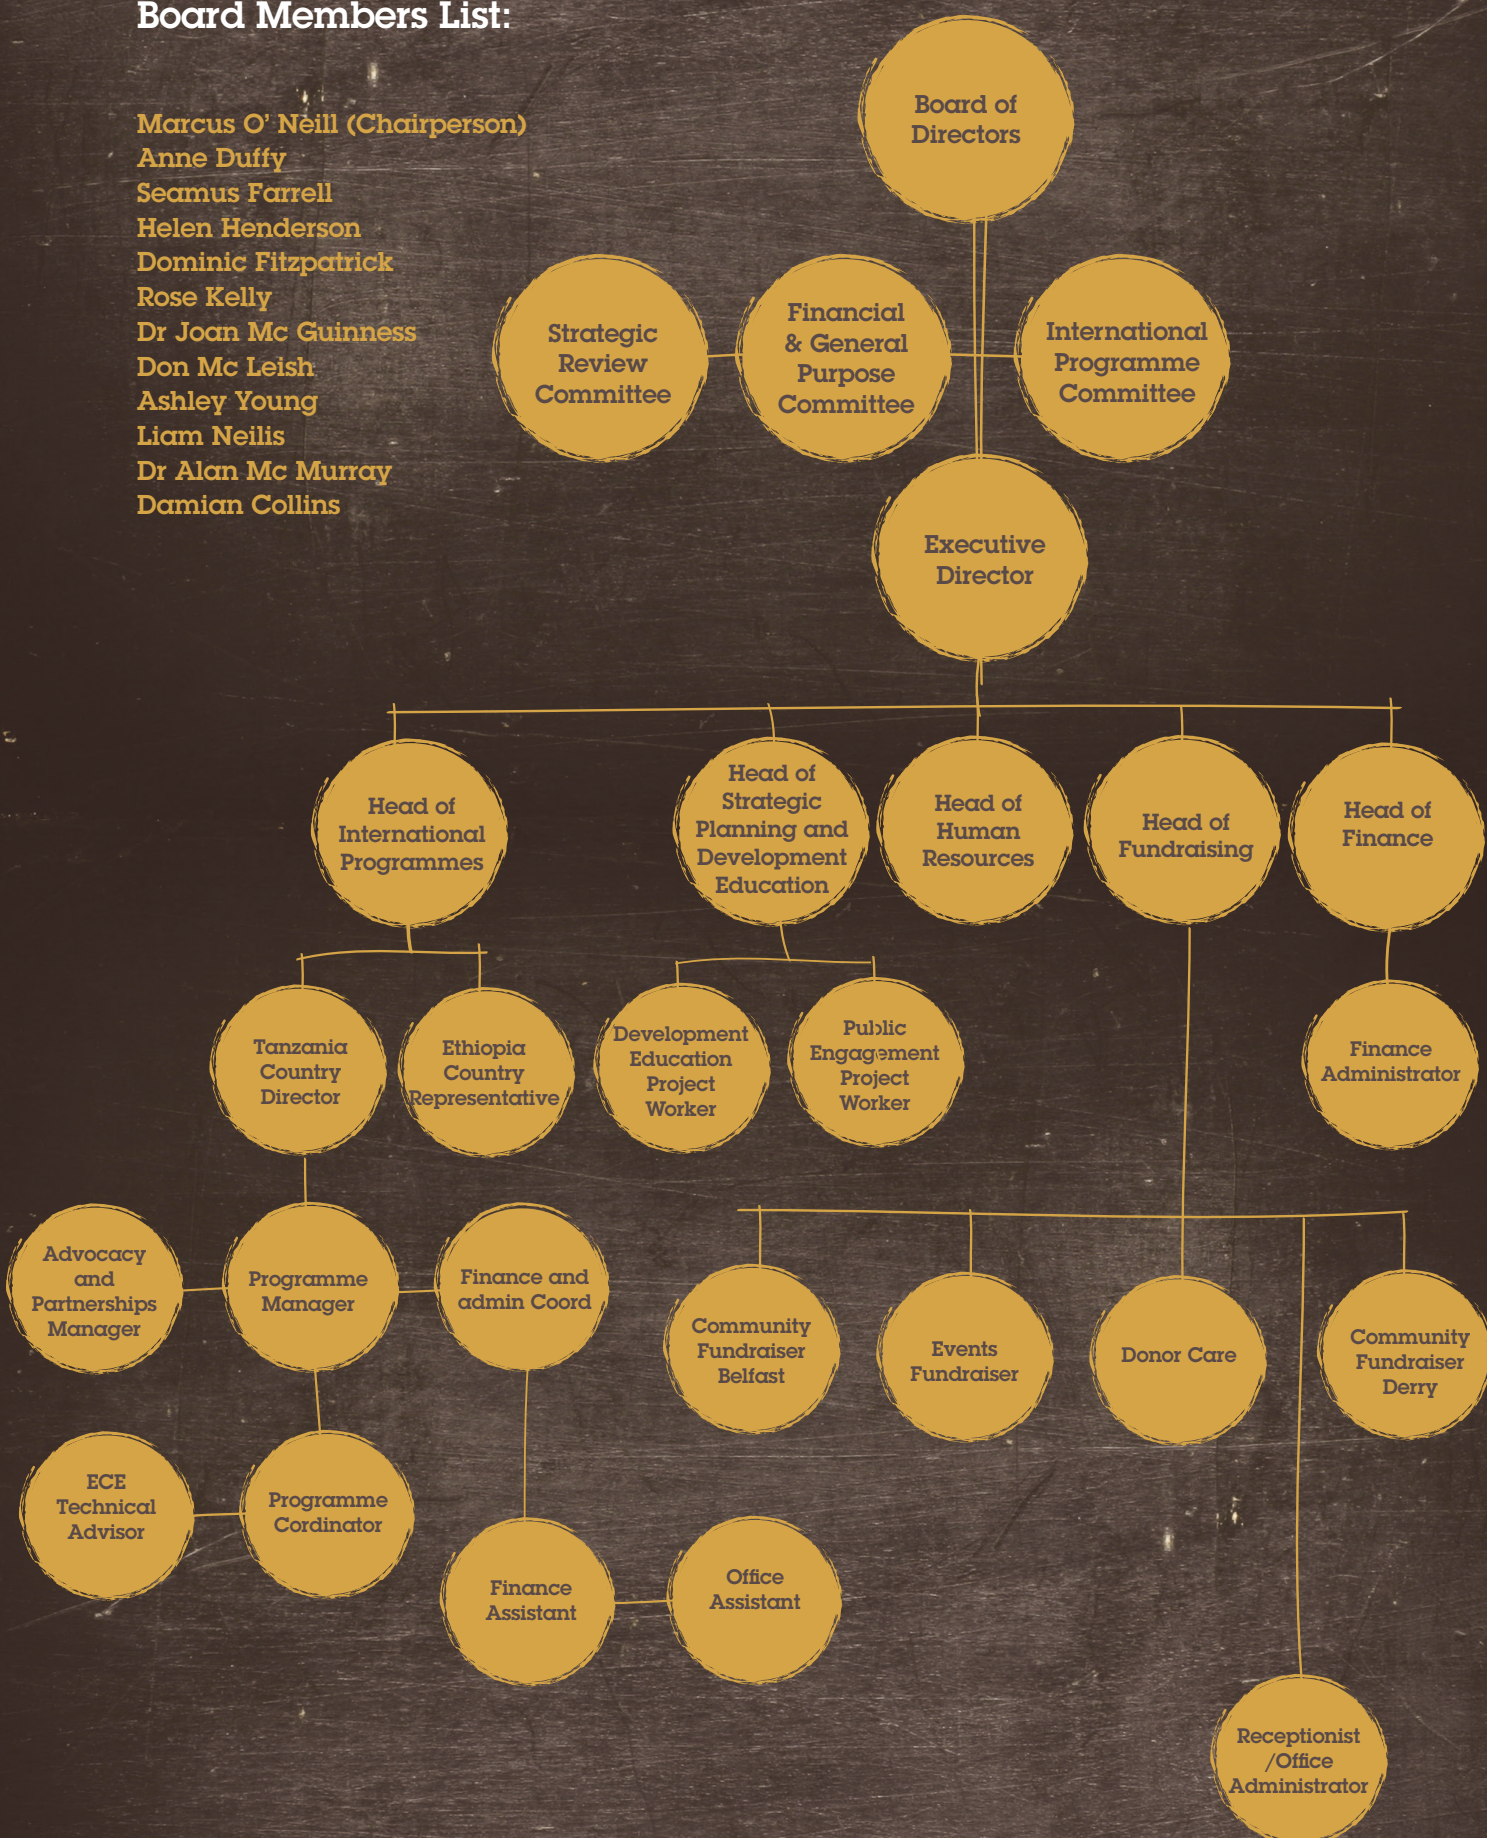 Board Members List:
Marcus O’ Neill (Chairperson)
Anne Duffy
Seamus Farrell
Helen Henderson
Dominic Fitzpatrick
Rose Kelly
Dr Joan Mc Guinness
Don Mc Leish
Ashley Young
Liam Neilis
Dr Alan Mc Murray
Damian Collins
Board of
Directors
Strategic
Review
Committee
Financial
& General
Purpose
Committee
International
Programme
Committee
Executive
Director
Head of
International
Programmes
Head of
Strategic
Planning and
Development
Education
Head of
Human
Resources
Head of
Fundraising
Head of
Finance
Tanzania
Country
Director
Ethiopia
Country
Representative
Development
Education
Project
Worker
Public
Engagement
Project
Worker
Finance
Administrator
Advocacy
and
Partnerships
Manager
Programme
Manager
Finance and
admin Coord
Community
Fundraiser
Belfast
Events
Fundraiser
Donor Care
Community
Fundraiser
Derry
ECE
Technical
Advisor
Programme
Cordinator
Finance
Assistant
Office
Assistant
Receptionist
/Office
Administrator